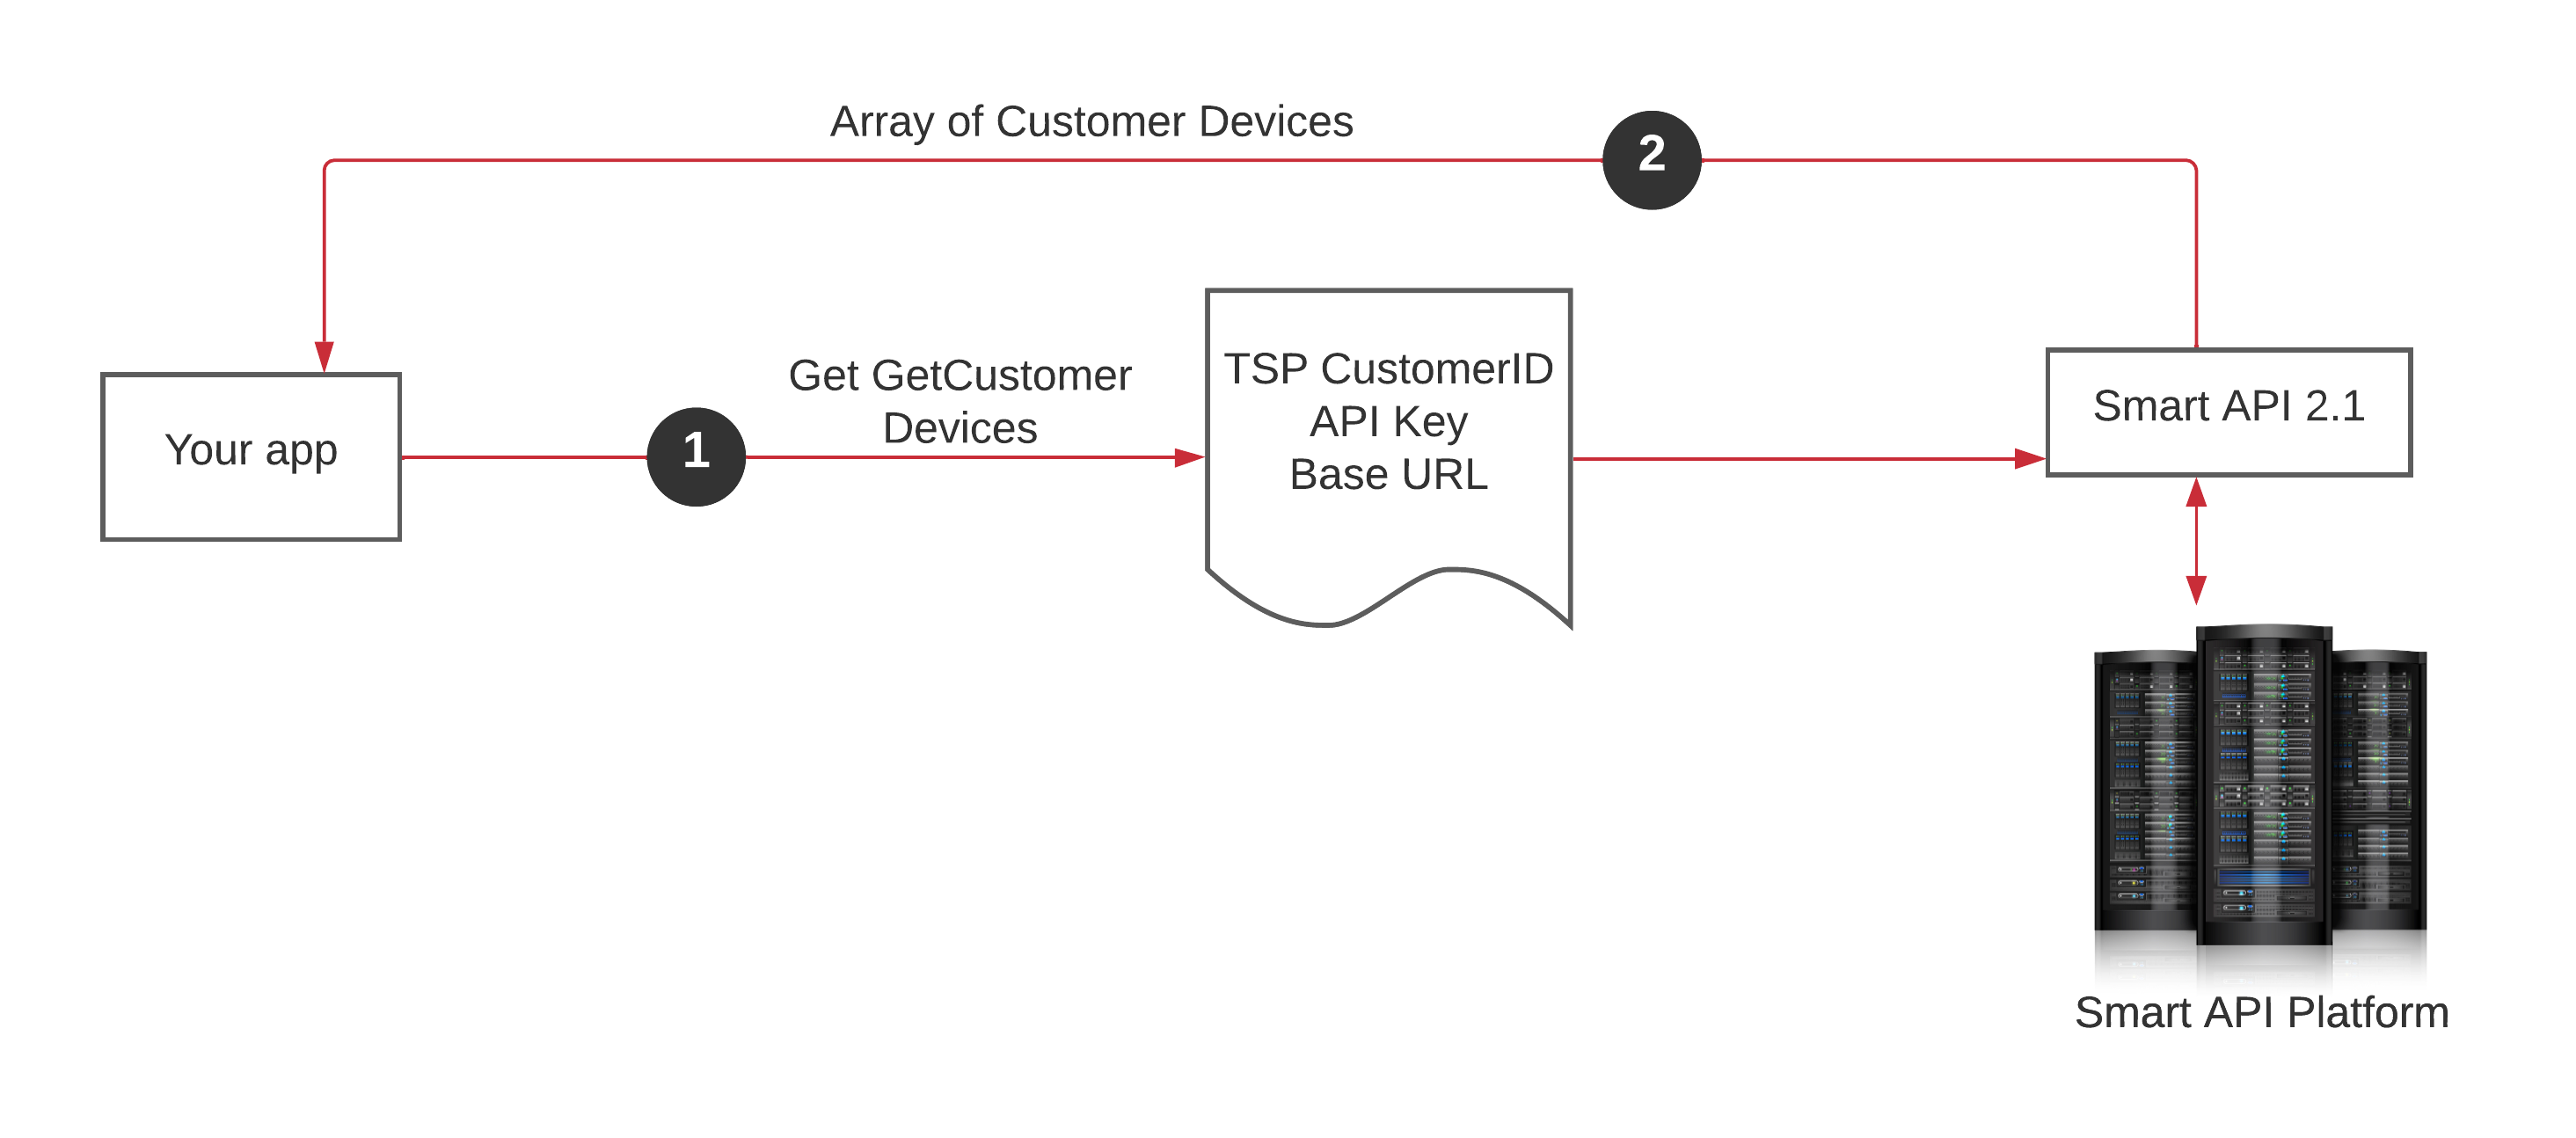 Array of Customer Devices
2
Get GetCustomer
Devices
1
Your app
TSP CustomerID
API Key
Base URL
Smart API 2.1
Smart API Platform